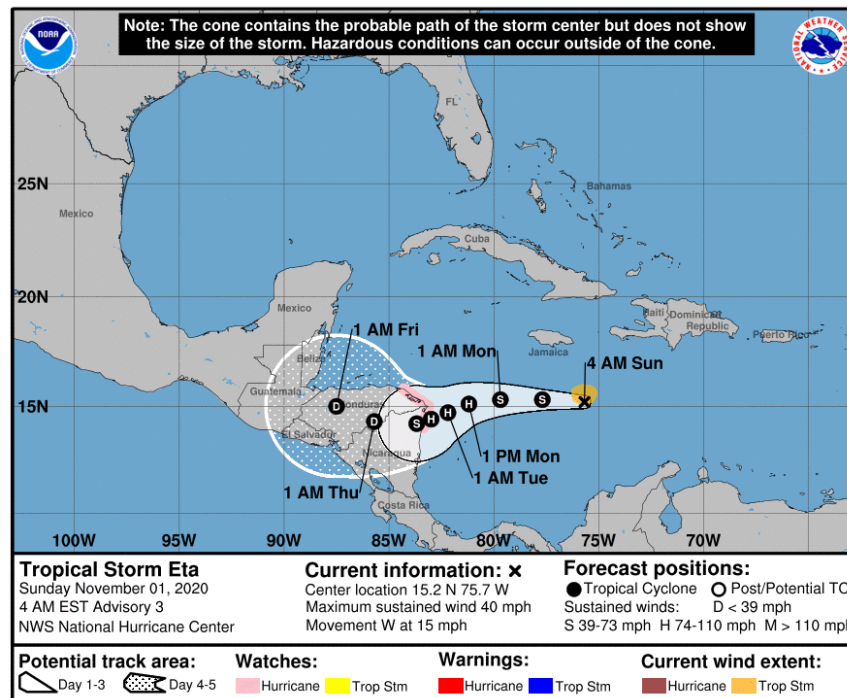 Note: The cone contains the probable path of the storm center but does not show
the size of the storm. Hazardous conditions can occur outside of the cone.
NOAA
NATIONAL WEATHER SERVICE
FL
25N
Mexico
Bahamas
Cuba
20N
Mexico
1 AM Fri
Haiti
Dominican
Republic
Puerto Rico
Belize
1 AM Mon
Jamaica
4 AM Sun
Guatemala
15N
D
Honduras
D
S
H
H
H
S
S
El Salvador
Nicaragua
1 PM Mon
1 AM Thu
1 AM Tue
Costa Rica
100W
95W
90W
85W
80W
75W
70W
Tropical Storm Eta
Sunday November 01, 2020
4 AM EST Advisory 3
NWS National Hurricane Center
Current information: x
Center location 15.2 N 75.7 W
Maximum sustained wind 40 mph
Movement W at 15 mph
Forecast positions:
Tropical Cyclone Post/Potential TC
Sustained winds: D < 39 mph
S 39-73 mph H 74-110 mph M > 110 mph
Potential track area:
Day 1-3 Day 4-5
Watches:
Hurricane Trop Stm
Warnings:
Hurricane Trop Stm
Current wind extent:
Hurricane Trop Stm